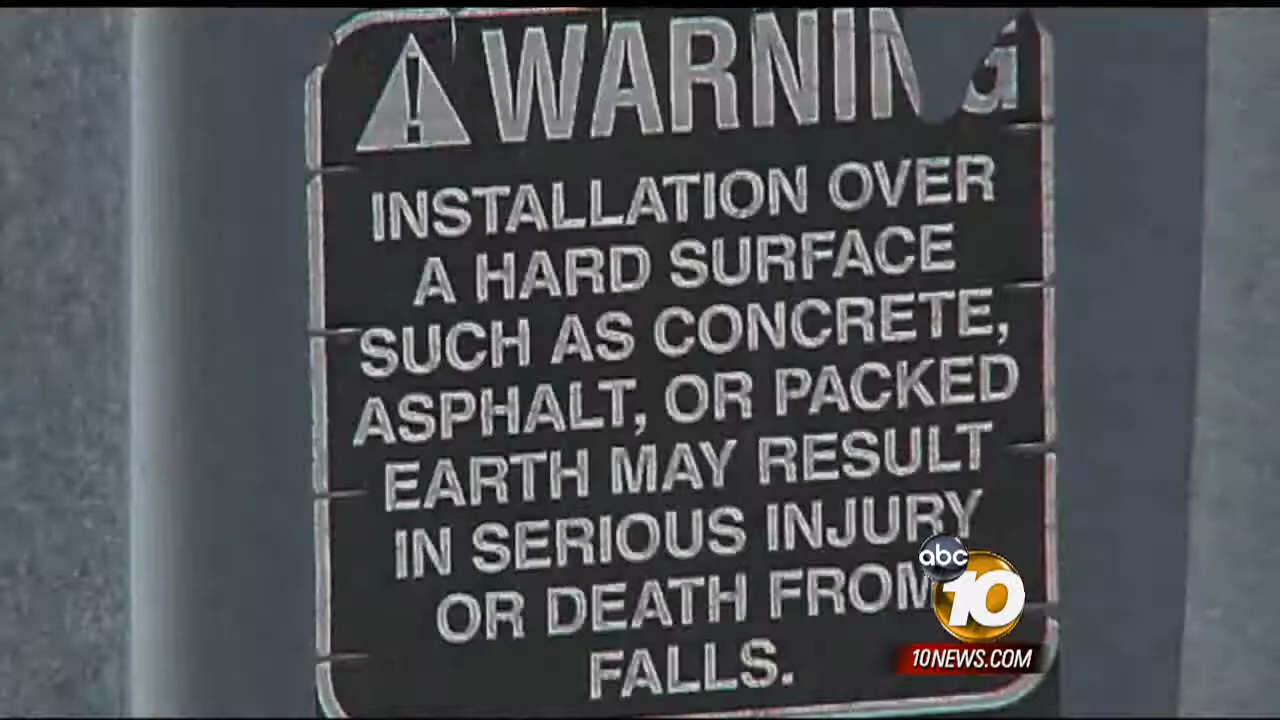 WARNING
INSTALLATION OVER
A HARD SURFACE
SUCH AS CONCRETE,
ASPHALT, OR PACKED
EARTH MAY RESULT
IN SERIOUS INJURY
OR DEATH FROM
FALLS.
abc
10
10NEWS.COM